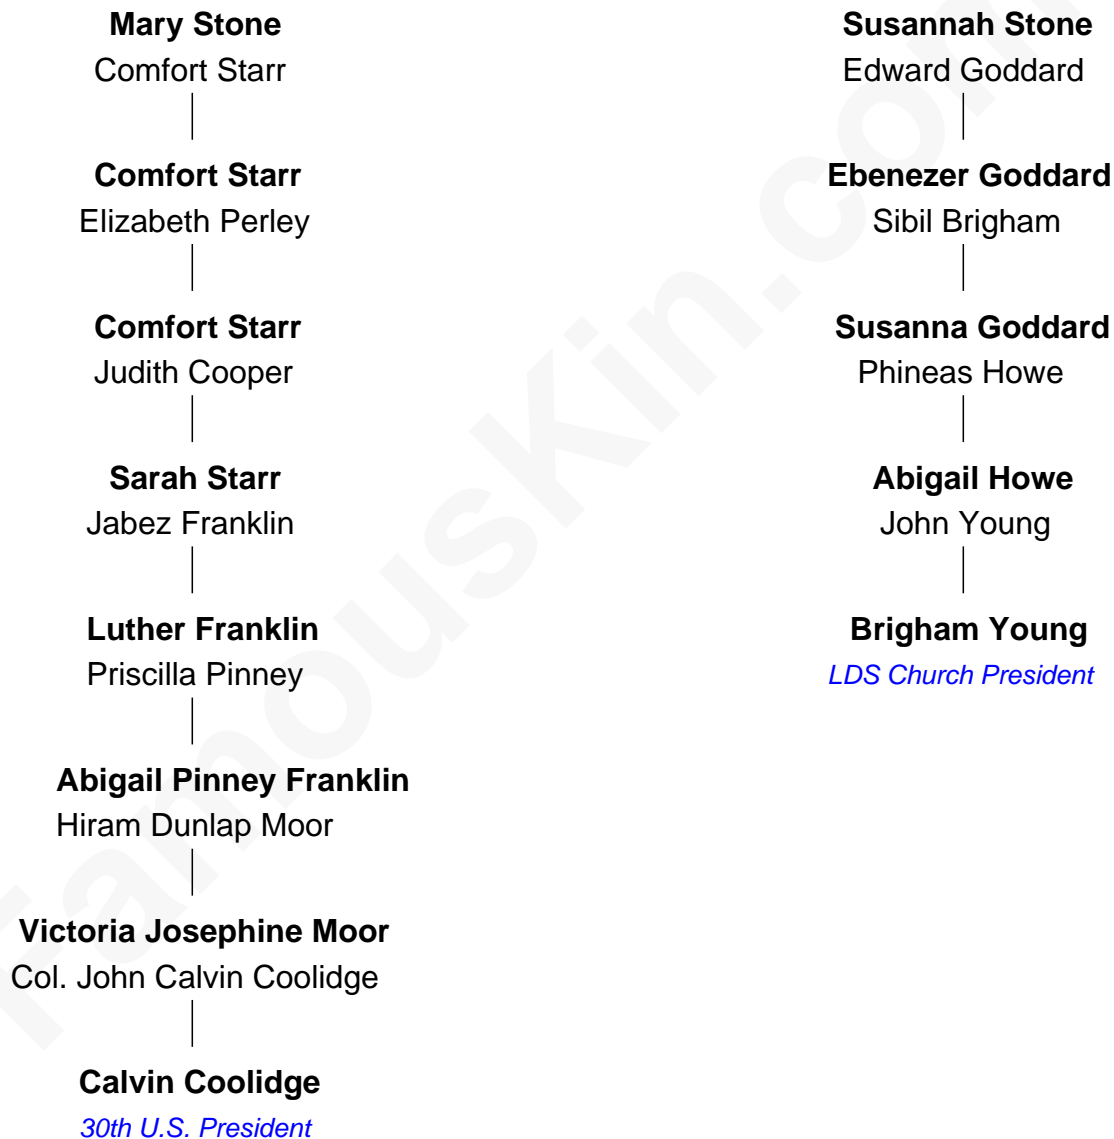 Mary Stone
Comfort Starr
Comfort Starr
Elizabeth Perley
Comfort Starr
Judith Cooper
Sarah Starr
Jabez Franklin
Luther Franklin
Priscilla Pinney
Abigail Pinney Franklin
Hiram Dunlap Moor
Victoria Josephine Moor
Col. John Calvin Coolidge
Calvin Coolidge
30th U.S. President
Susannah Stone
Edward Goddard
Ebenezer Goddard
Sibil Brigham
Susanna Goddard
Phineas Howe
Abigail Howe
John Young
Brigham Young
LDS Church President
FamousKin.com